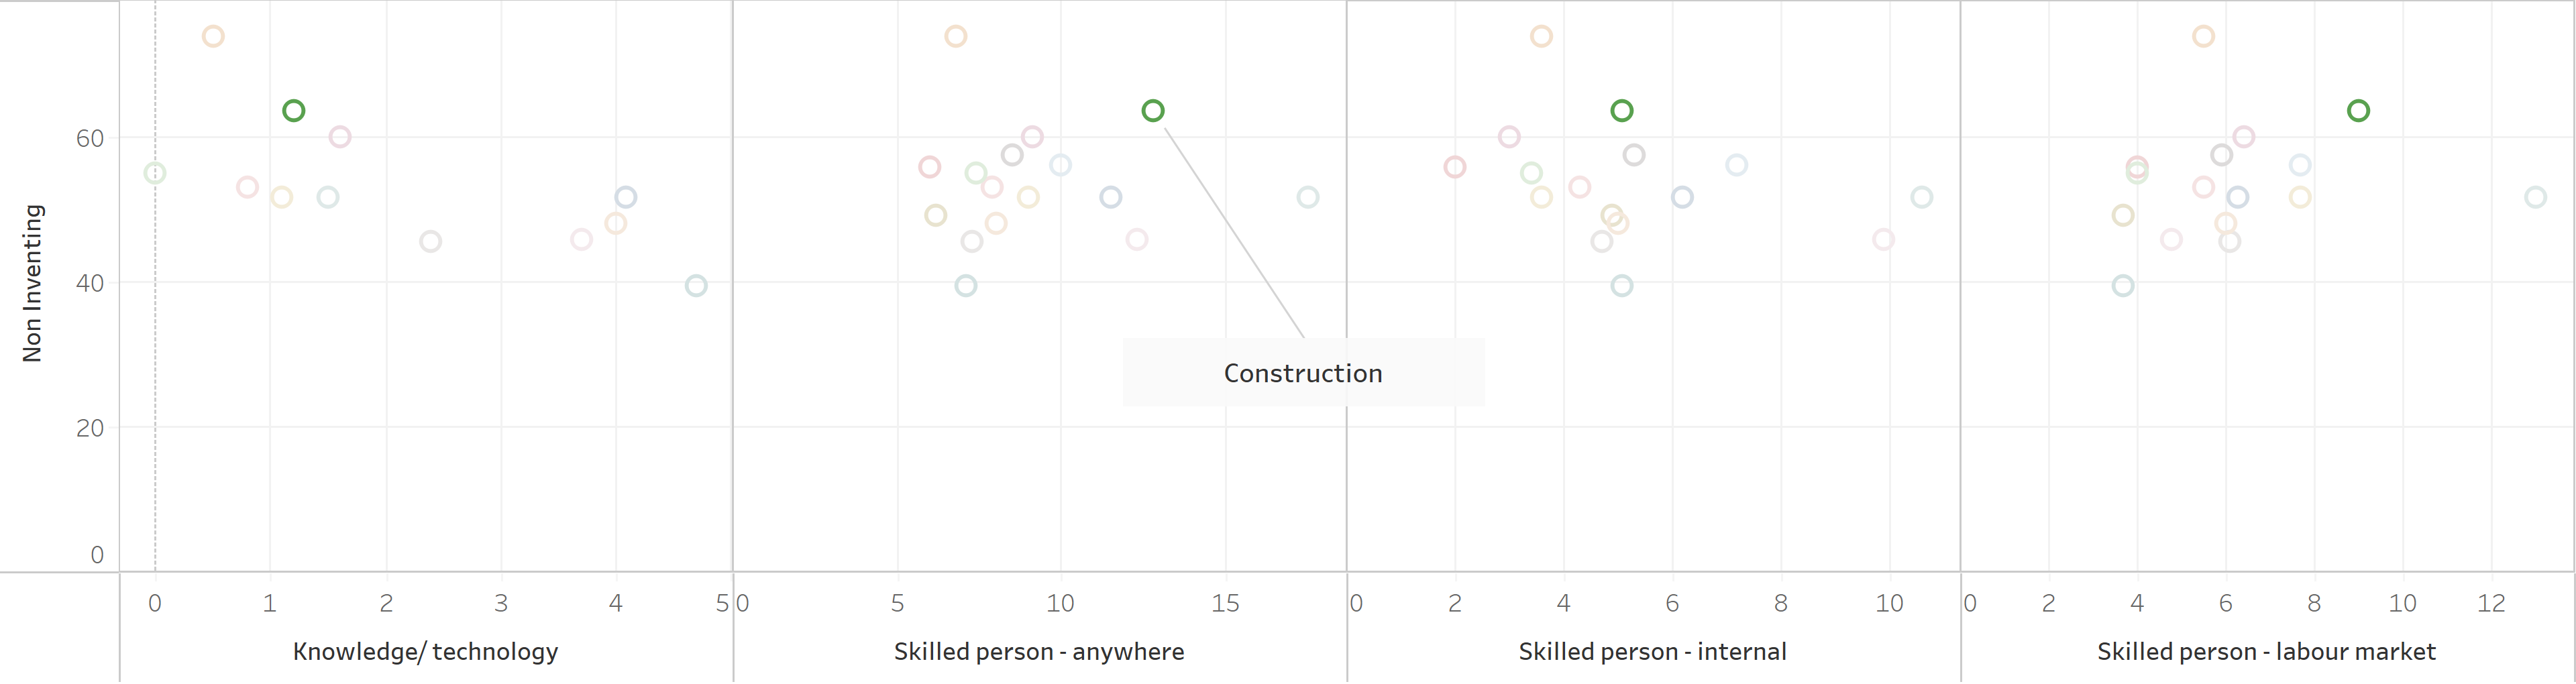 Non Inventing
60
40
20
0
Construction
0 1 2 3 4 5 0 5 10 15 0 2 4 6 8 10 0 2 4 6 8 10 12
Knowledge/ technology Skilled person - anywhere Skilled person - internal Skilled person - labour market